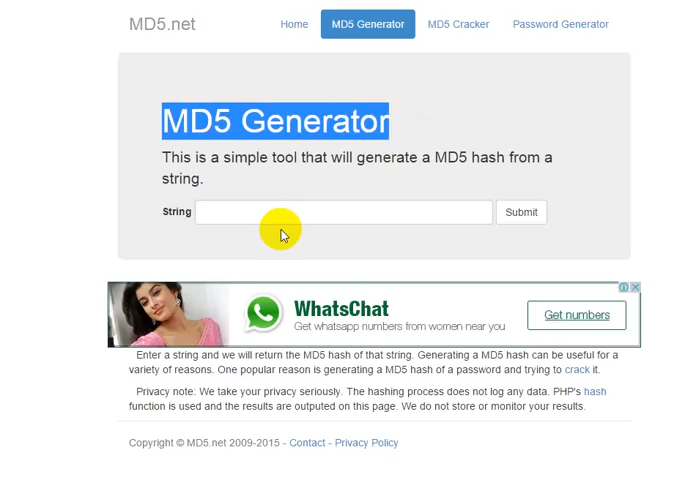 MD5.net Home MD5 Generator MD5 Cracker Password Generator
MD5 Generator
This is a simple tool that will generate a MD5 hash from a
string.
String Submit
WhatsChat
Get whatsapp numbers from women near you
Get numbers
Enter a string and we will return the MD5 hash of that string. Generating a MD5 hash can be useful for a
variety of reasons. One popular reason is generating a MD5 hash of a password and trying to crack it.
Privacy note: We take your privacy seriously. The hashing process does not log any data. PHP's hash
function is used and the results are outputed on this page. We do not store or monitor your results.
Copyright © MD5.net 2009-2015 - Contact - Privacy Policy